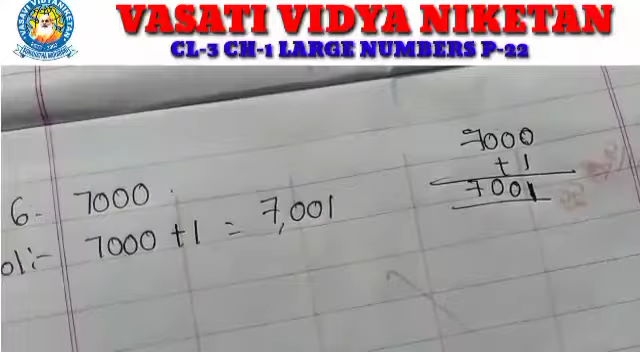 VASATI VIDYA NIKETAN
CL-3 CH-1 LARGE NUMBERS P-22
6- 7000
ol:- 7000 +1 = 7,001
7000
+ 1
7001